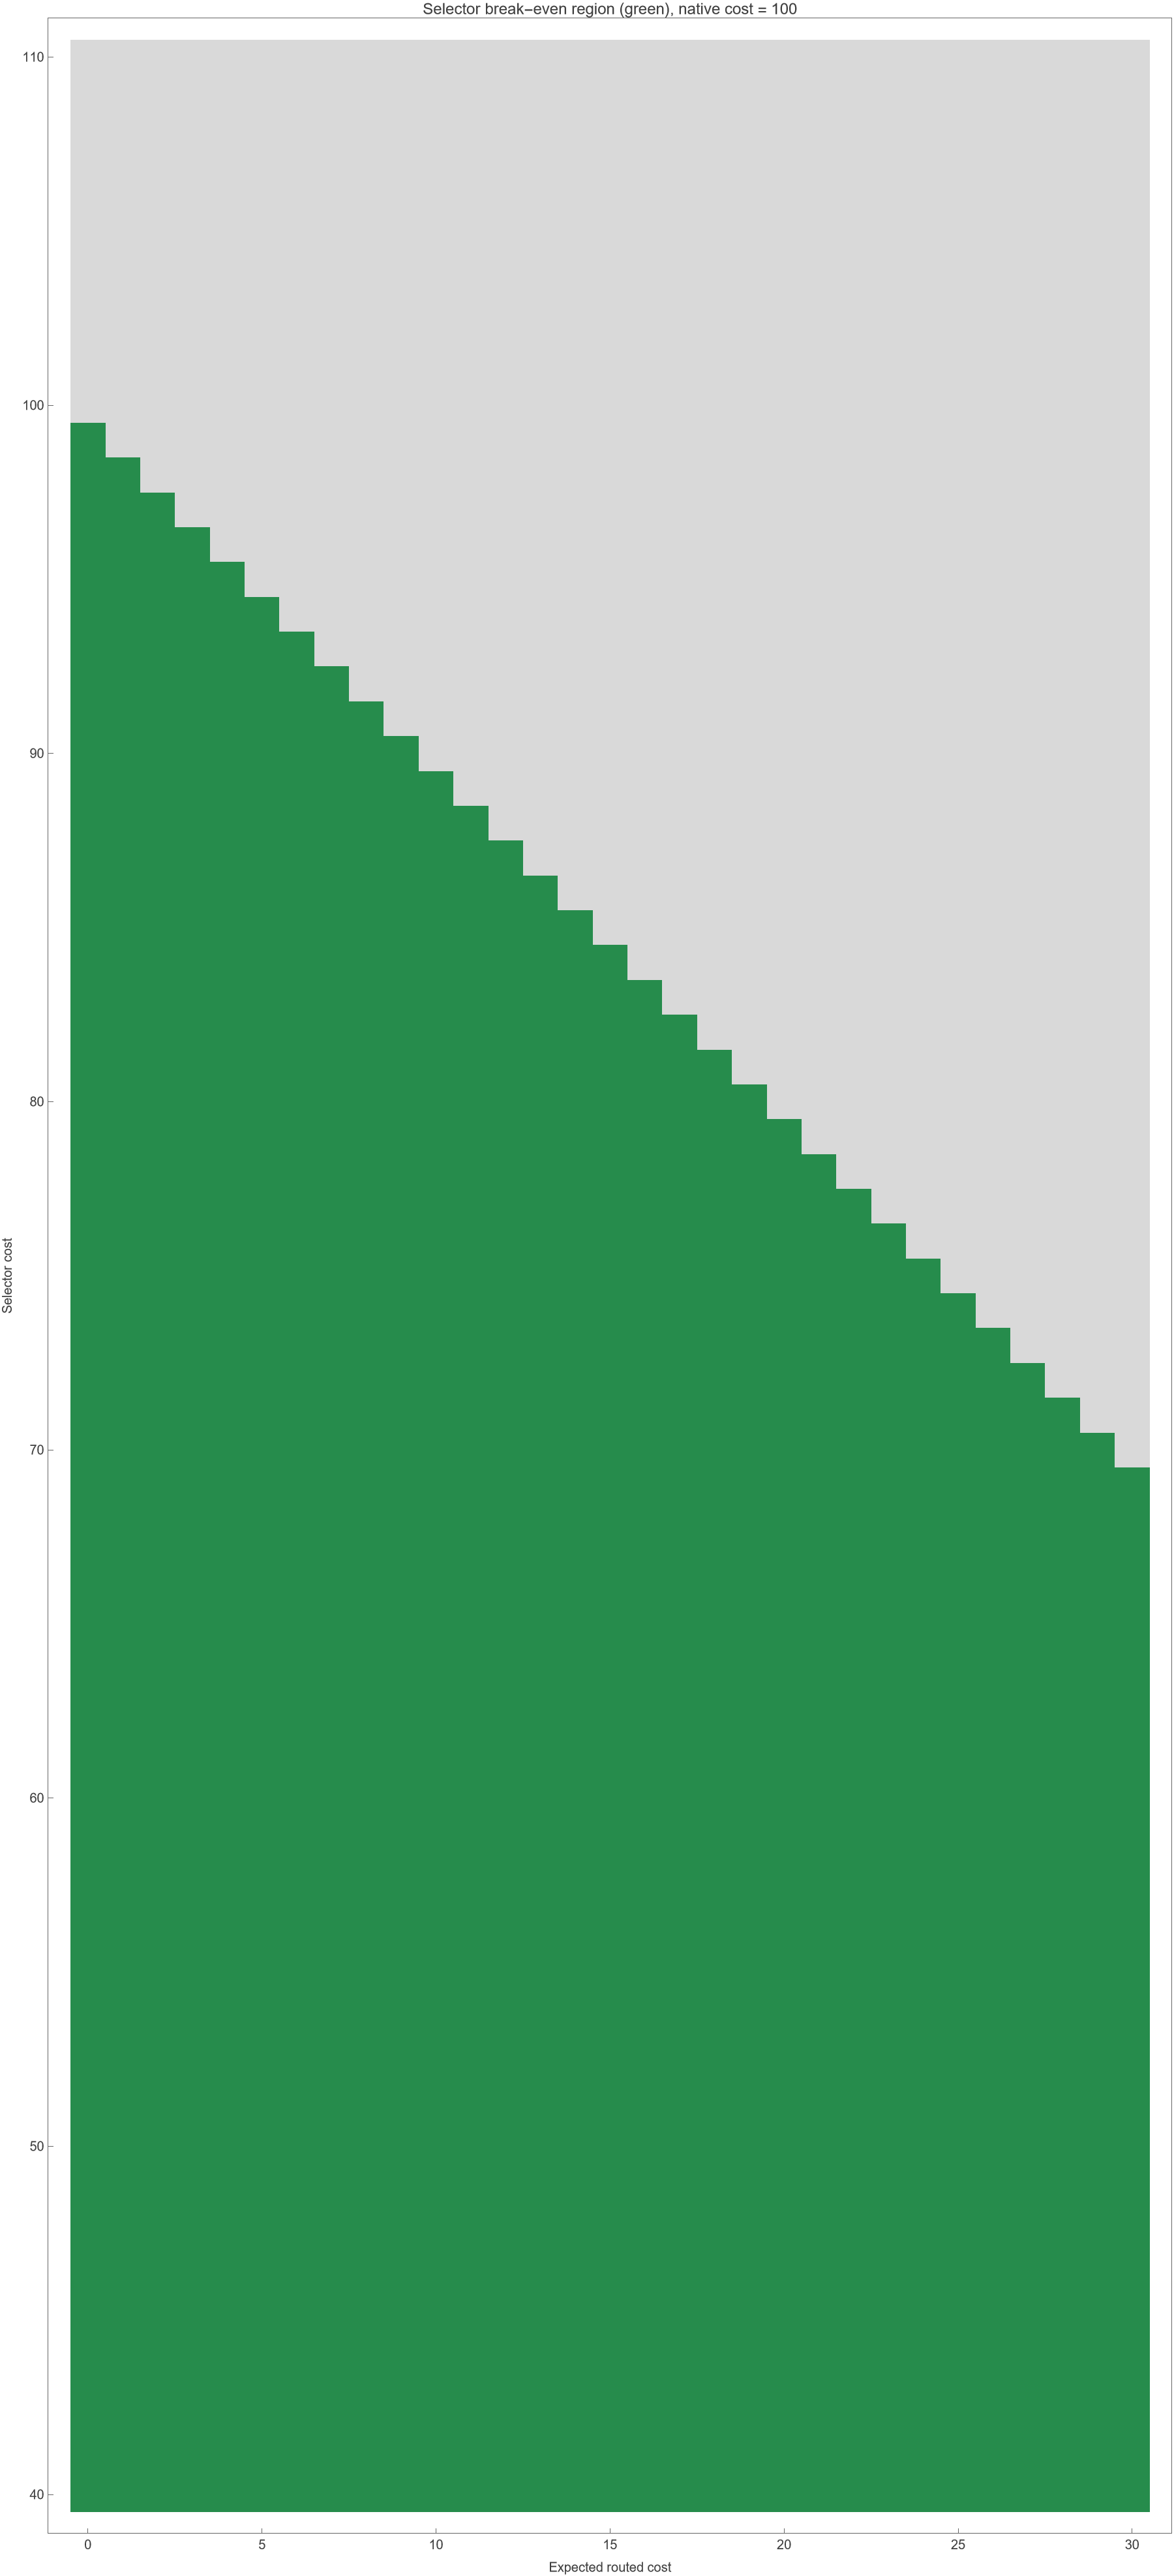 Selector break−even region (green), native cost = 100
110
100
90
80
Selector cost
70
60
50
40
0 5 10 15 20 25 30
Expected routed cost